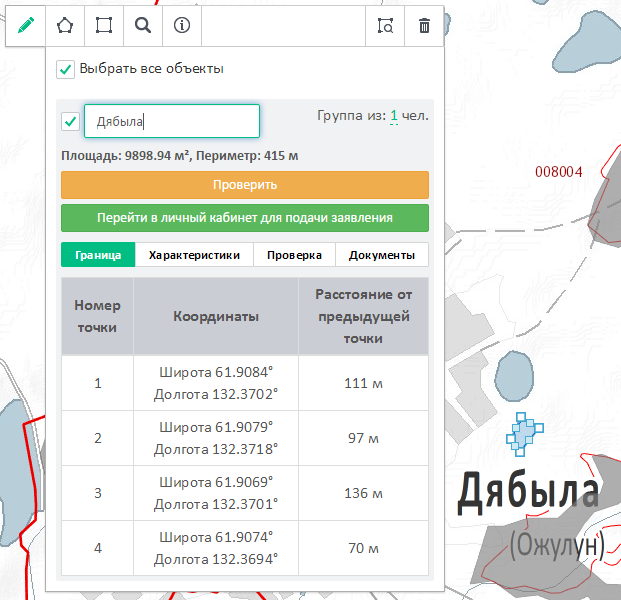 Выбрать все объекты
Дябыла
Группа из: 1 чел.
Площадь: 9898.94 м², Периметр: 415 м
Проверить
Перейти в личный кабинет для подачи заявления
Граница Характеристики Проверка Документы
Номер точки Координаты Расстояние от предыдущей точки
1 Широта 61.9084° Долгота 132.3702° 111 м
2 Широта 61.9079° Долгота 132.3718° 97 м
3 Широта 61.9069° Долгота 132.3701° 136 м
4 Широта 61.9074° Долгота 132.3694° 70 м
008004
Дябыла
(Ожулун)